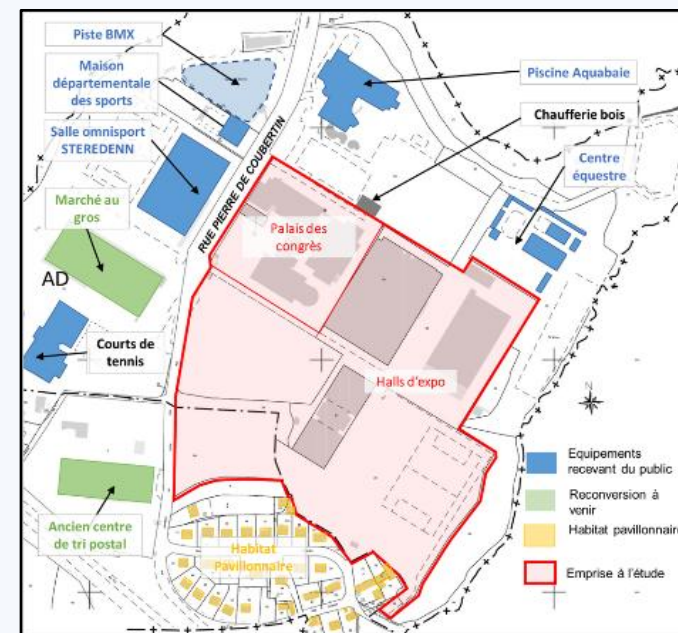 Piste BMX
Maison
départementale
des sports
Salle omnisport
STEREDENN
Marché au
gros
AD
Courts de
tennis
Ancien centre
de tri postal
RUE PIERRE DE COUBERTIN
Palais des
congrès
Halls d'expo
Habitat
Pavillonnaire
Piscine Aquabaie
Chaufferie bois
Centre
équestre
N
Equipements
recevant du public
Reconversion à
venir
Habitat pavillonnaire
Emprise à l'étude